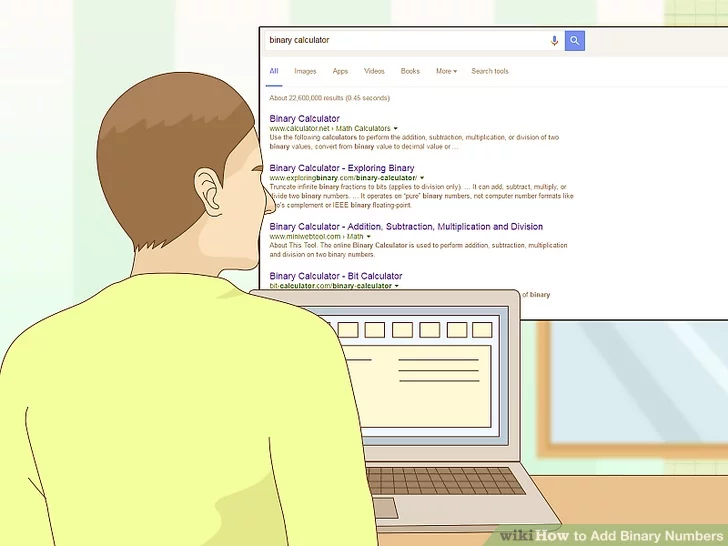 binary calculator
All Images Apps Videos Books More Search tools
About 22,600,000 results (0.45 seconds)
Binary Calculator
www.calculator.net › Math Calculators
Use the following calculators to perform the addition, subtraction, multiplication, or division of two
binary values, convert from binary value to decimal value or ...
Binary Calculator - Exploring Binary
www.exploringbinary.com/binary-calculator/
Truncate infinite binary fractions to bits (applies to division only). ... It can add, subtract, multiply, or
divide two binary numbers. ... It operates on "pure" binary numbers, not computer number formats like
complement or IEEE binary floating-point.
Binary Calculator - Addition, Subtraction, Multiplication and Division
www.miniwebtool.com › Math
About This Tool. The online Binary Calculator is used to perform addition, subtraction, multiplication
and division on two binary numbers.
Binary Calculator - Bit Calculator
bit-calculator.com/binary-calculator
of binary
wikiHow to Add Binary Numbers